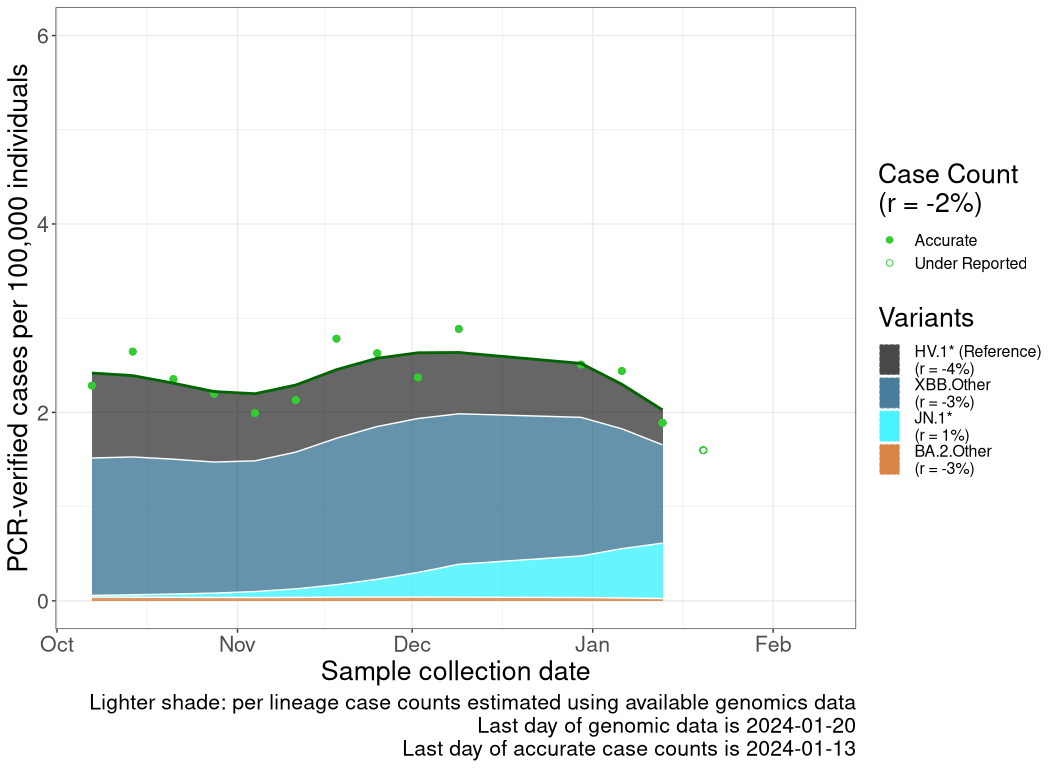 PCR-verified cases per 100,000 individuals
6
4
2
0
Oct
Nov
Dec
Jan
Feb
Sample collection date
Lighter shade: per lineage case counts estimated using available genomics data
Last day of genomic data is 2024-01-20
Last day of accurate case counts is 2024-01-13
Case Count
(r = -2%)
Accurate
Under Reported
Variants
HV.1* (Reference)
(r = -4%)
XBB.Other
(r = -3%)
JN.1*
(r = 1%)
BA.2.Other
(r = -3%)